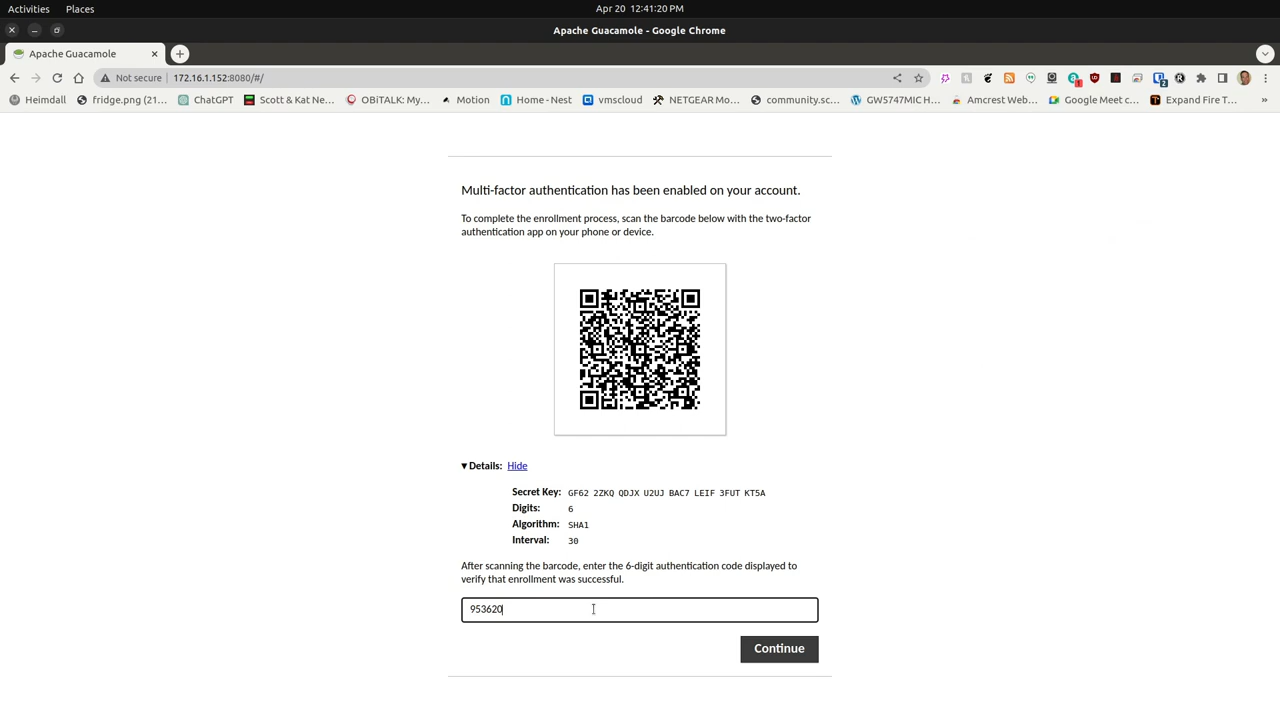 Activities Places Apr 20 12:41:20 PM
Apache Guacamole - Google Chrome
Apache Guacamole
Not secure 172.16.1.152:8080/#/
Heimdall fridge.png (21... ChatGPT Scott & Kat Ne... OBiTALK: My... Motion Home - Nest vmscloud NETGEAR Mo... community.sc... GW5747MIC H... Amcrest Web... Google Meet c... Expand Fire T... »
Multi-factor authentication has been enabled on your account.
To complete the enrollment process, scan the barcode below with the two-factor
authentication app on your phone or device.
Details: Hide
Secret Key: GF62 2ZKQ QDJX U2UJ BAC7 LEIF 3FUT KT5A
Digits: 6
Algorithm: SHA1
Interval: 30
After scanning the barcode, enter the 6-digit authentication code displayed to
verify that enrollment was successful.
953620
Continue